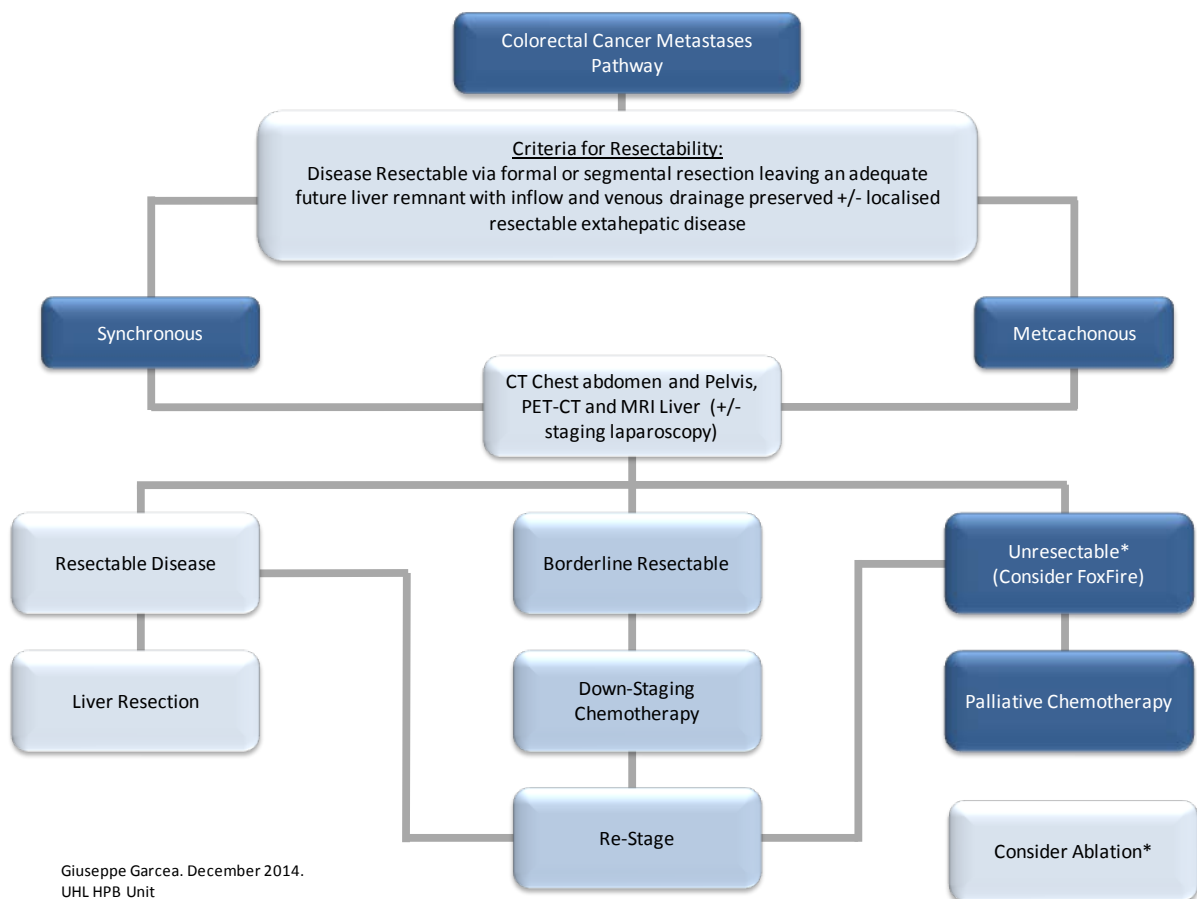 Colorectal Cancer Metastases
Pathway
Criteria for Resectability:
Disease Resectable via formal or segmental resection leaving an adequate
future liver remnant with inflow and venous drainage preserved +/- localised
resectable extahepatic disease
Synchronous
Metcachonous
CT Chest abdomen and Pelvis,
PET-CT and MRI Liver (+/-
staging laparoscopy)
Resectable Disease
Borderline Resectable
Unresectable*
(Consider FoxFire)
Liver Resection
Down-Staging
Chemotherapy
Palliative Chemotherapy
Re-Stage
Consider Ablation*
Giuseppe Garcea. December 2014.
UHL HPB Unit